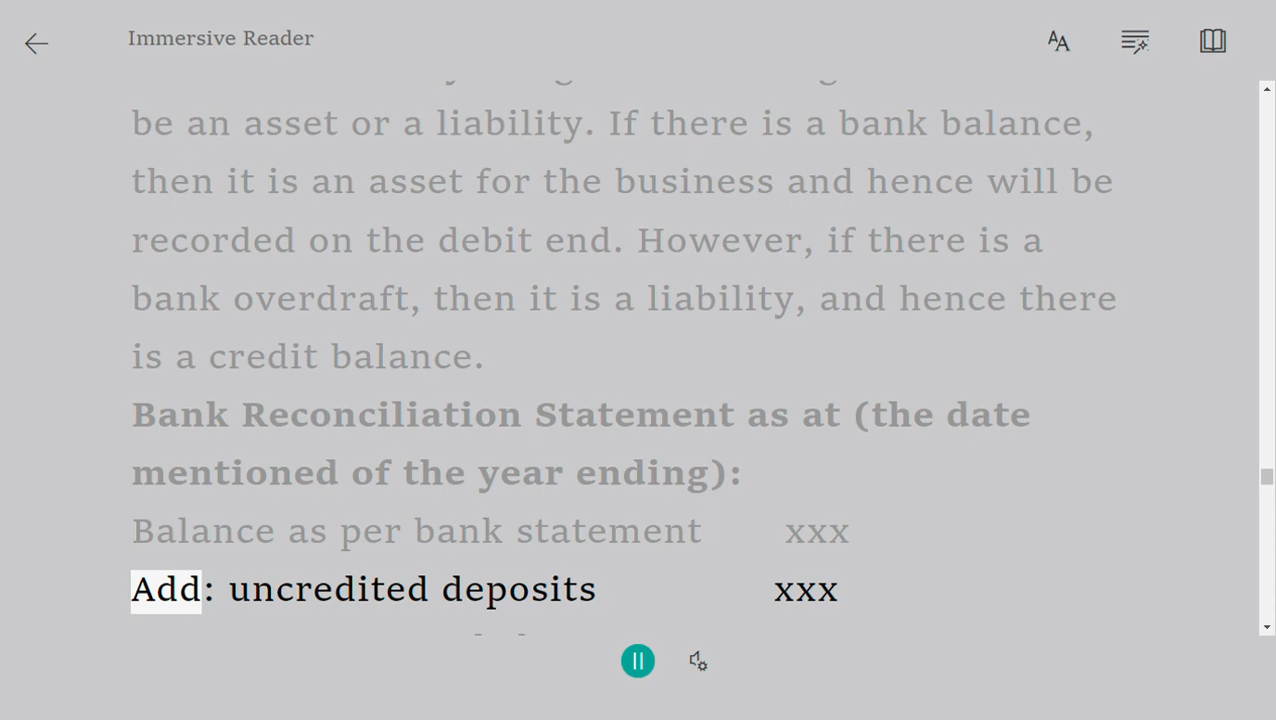 Immersive Reader
be an asset or a liability. If there is a bank balance,
then it is an asset for the business and hence will be
recorded on the debit end. However, if there is a
bank overdraft, then it is a liability, and hence there
is a credit balance.
Bank Reconciliation Statement as at (the date
mentioned of the year ending):
Balance as per bank statement xxx
Add: uncredited deposits xxx